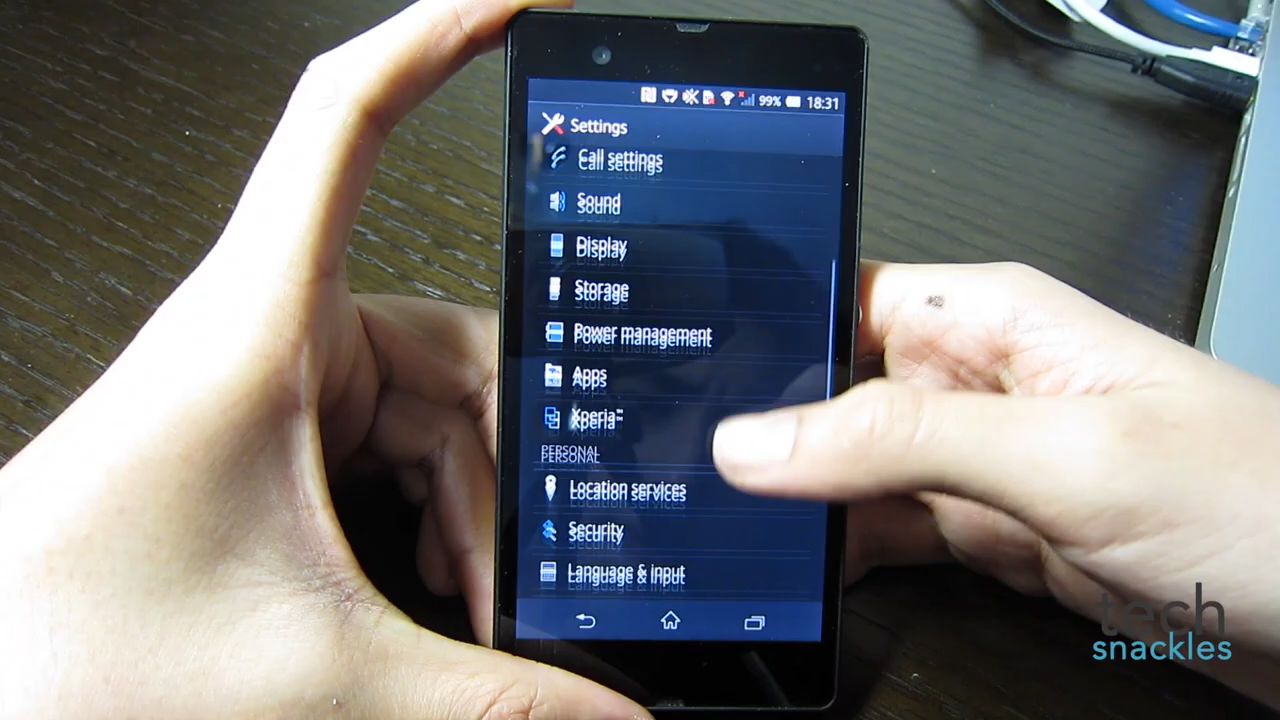 99% 18:31
Settings
Call settings
Sound
Display
Storage
Power management
Apps
Xperia™
PERSONAL
Location services
Security
Language & input
tech
snackles